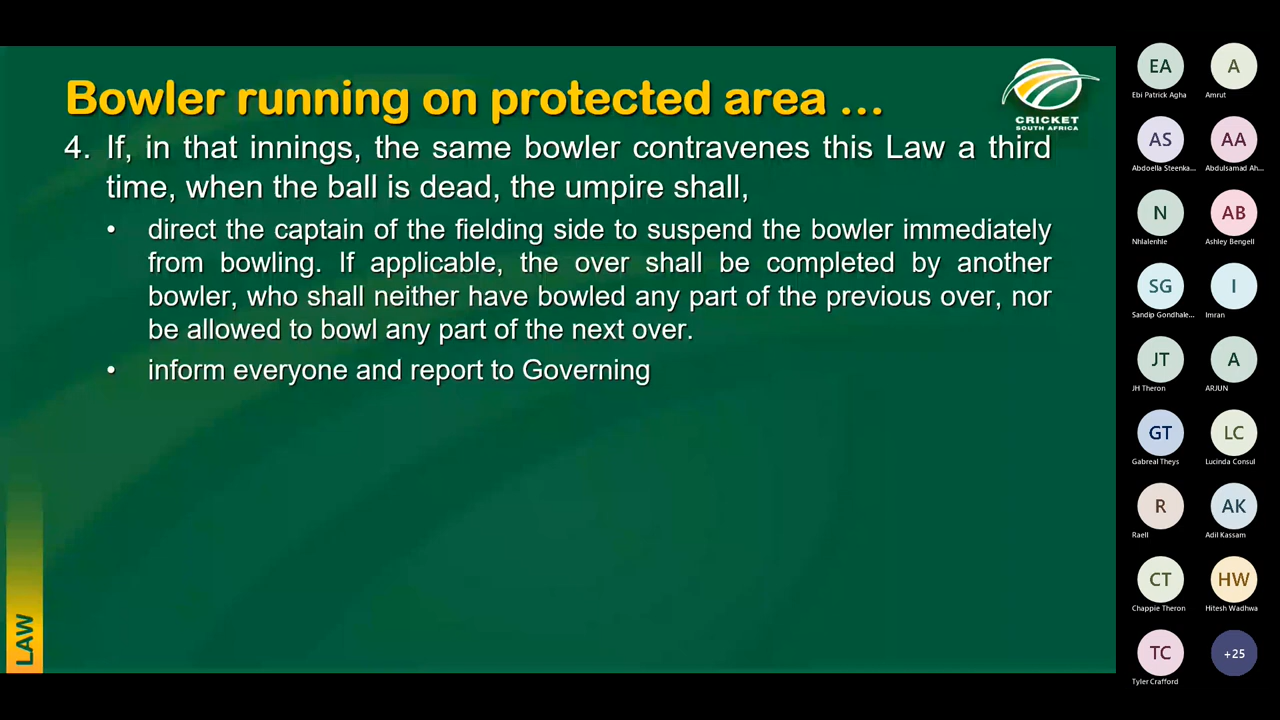 Bowler running on protected area ...
CRICKET
SOUTH AFRICA
4. If, in that innings, the same bowler contravenes this Law a third
time, when the ball is dead, the umpire shall,
• direct the captain of the fielding side to suspend the bowler immediately
from bowling. If applicable, the over shall be completed by another
bowler, who shall neither have bowled any part of the previous over, nor
be allowed to bowl any part of the next over.
• inform everyone and report to Governing
LAW
EA A
Ebi Patrick Agha Amrut
AS AA
Abdoella Steenka... Abdulsamad Ah...
N AB
Nhlalenhle Ashley Bengell
SG I
Sandip Gondhale... Imran
JT A
JH Theron ARJUN
GT LC
Gabreal Theys Lucinda Consul
R AK
Raell Adil Kassam
CT HW
Chappie Theron Hitesh Wadhwa
TC +25
Tyler Crafford